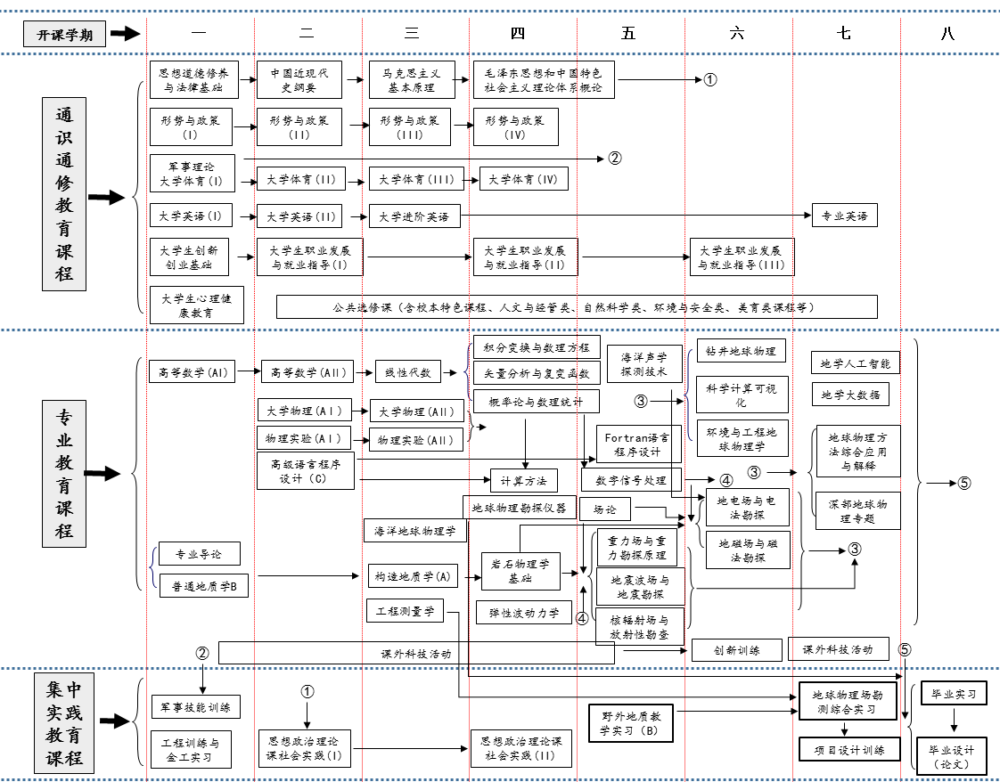 开课学期
一
二
三
四
五
六
七
八
通识通修教育课程
思想道德修养
与法律基础
中国近现代
史纲要
马克思主义
基本原理
毛泽东思想和中国特色
社会主义理论体系概论
①
形势与政策
(I)
形势与政策
(II)
形势与政策
(III)
形势与政策
(IV)
军事理论
大学体育(I)
②
大学体育(II)
大学体育(III)
大学体育(IV)
大学英语(I)
大学英语(II)
大学进阶英语
专业英语
大学生创新
创业基础
大学生职业发展
与就业指导(I)
大学生职业发展
与就业指导(II)
大学生职业发展
与就业指导(III)
大学生心理健
康教育
公共选修课(含校本特色课程、人文与经管类、自然科学类、环境与安全类、美育类课程等)
专业教育课程
高等数学(AI)
高等数学(AII)
线性代数
积分变换与数理方程
矢量分析与复变函数
概率论与数理统计
海洋声学
探测技术
③
钻井地球物理
科学计算可视
化
环境与工程地
球物理学
地学人工智能
地学大数据
大学物理(AⅠ)
大学物理(AII)
物理实验(AⅠ)
物理实验(AII)
高级语言程序
设计(C)
Fortran语言
程序设计
计算方法
数字信号处理
④
③
地球物理方
法综合应用
与解释
⑤
地球物理勘探仪器
场论
地电场与电
法勘探
深部地球物
理专题
海洋地球物理学
重力场与重
力勘探原理
地磁场与磁
法勘探
③
专业导论
普通地质学B
构造地质学(A)
岩石物理学
基础
地震波场与
地震勘探
工程测量学
弹性波动力学
④
核辐射场与
放射性勘查
②
课外科技活动
创新训练
课外科技活动
⑤
集中
实践
教育
课程
军事技能训练
①
地球物理场勘
测综合实习
毕业实习
工程训练与
金工实习
思想政治理论
课社会实践(I)
思想政治理论课
社会实践(II)
野外地质教
学实习(B)
项目设计训练
毕业设计
(论文)